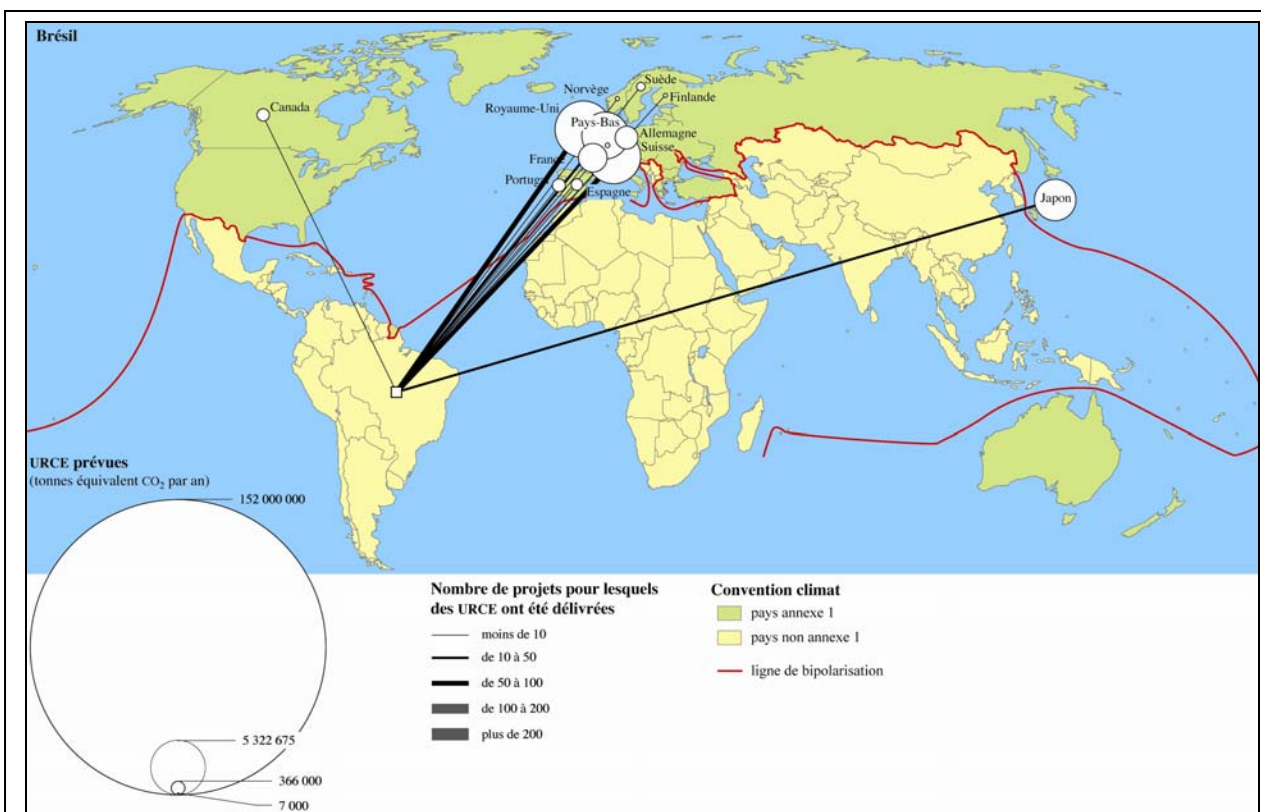 Brésil
Canada
Norvège
Suède
Finlande
Royaume-Uni
Pays-Bas
Allemagne
Suisse
France
Portugal
Espagne
Japon
URCE prévues
(tonnes équivalent CO₂ par an)
152 000 000
5 322 675
366 000
7 000
Nombre de projets pour lesquels
des URCE ont été délivrées
moins de 10
de 10 à 50
de 50 à 100
de 100 à 200
plus de 200
Convention climat
pays annexe 1
pays non annexe 1
ligne de bipolarisation